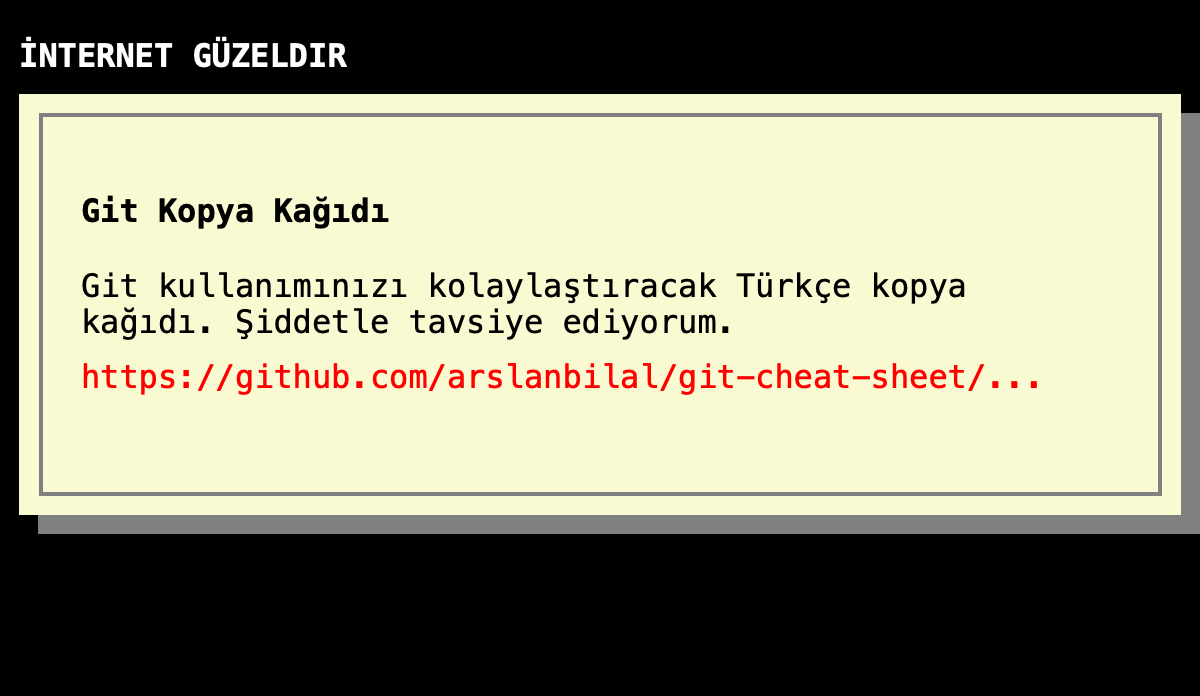 İNTERNET GÜZELDIR
Git Kopya Kağıdı
Git kullanımınızı kolaylaştıracak Türkçe kopya
kağıdı. Şiddetle tavsiye ediyorum.
https://github.com/arslanbilal/git-cheat-sheet/...